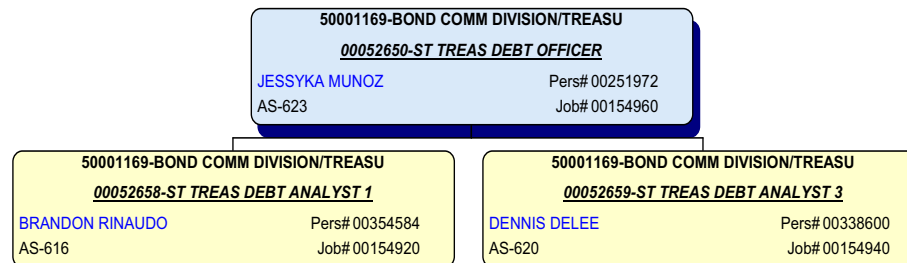 50001169-BOND COMM DIVISION/TREASU
00052650-ST TREAS DEBT OFFICER
JESSYKA MUNOZ Pers# 00251972
AS-623 Job# 00154960
50001169-BOND COMM DIVISION/TREASU
00052658-ST TREAS DEBT ANALYST 1
BRANDON RINAUDO Pers# 00354584
AS-616 Job# 00154920
50001169-BOND COMM DIVISION/TREASU
00052659-ST TREAS DEBT ANALYST 3
DENNIS DELEE Pers# 00338600
AS-620 Job# 00154940